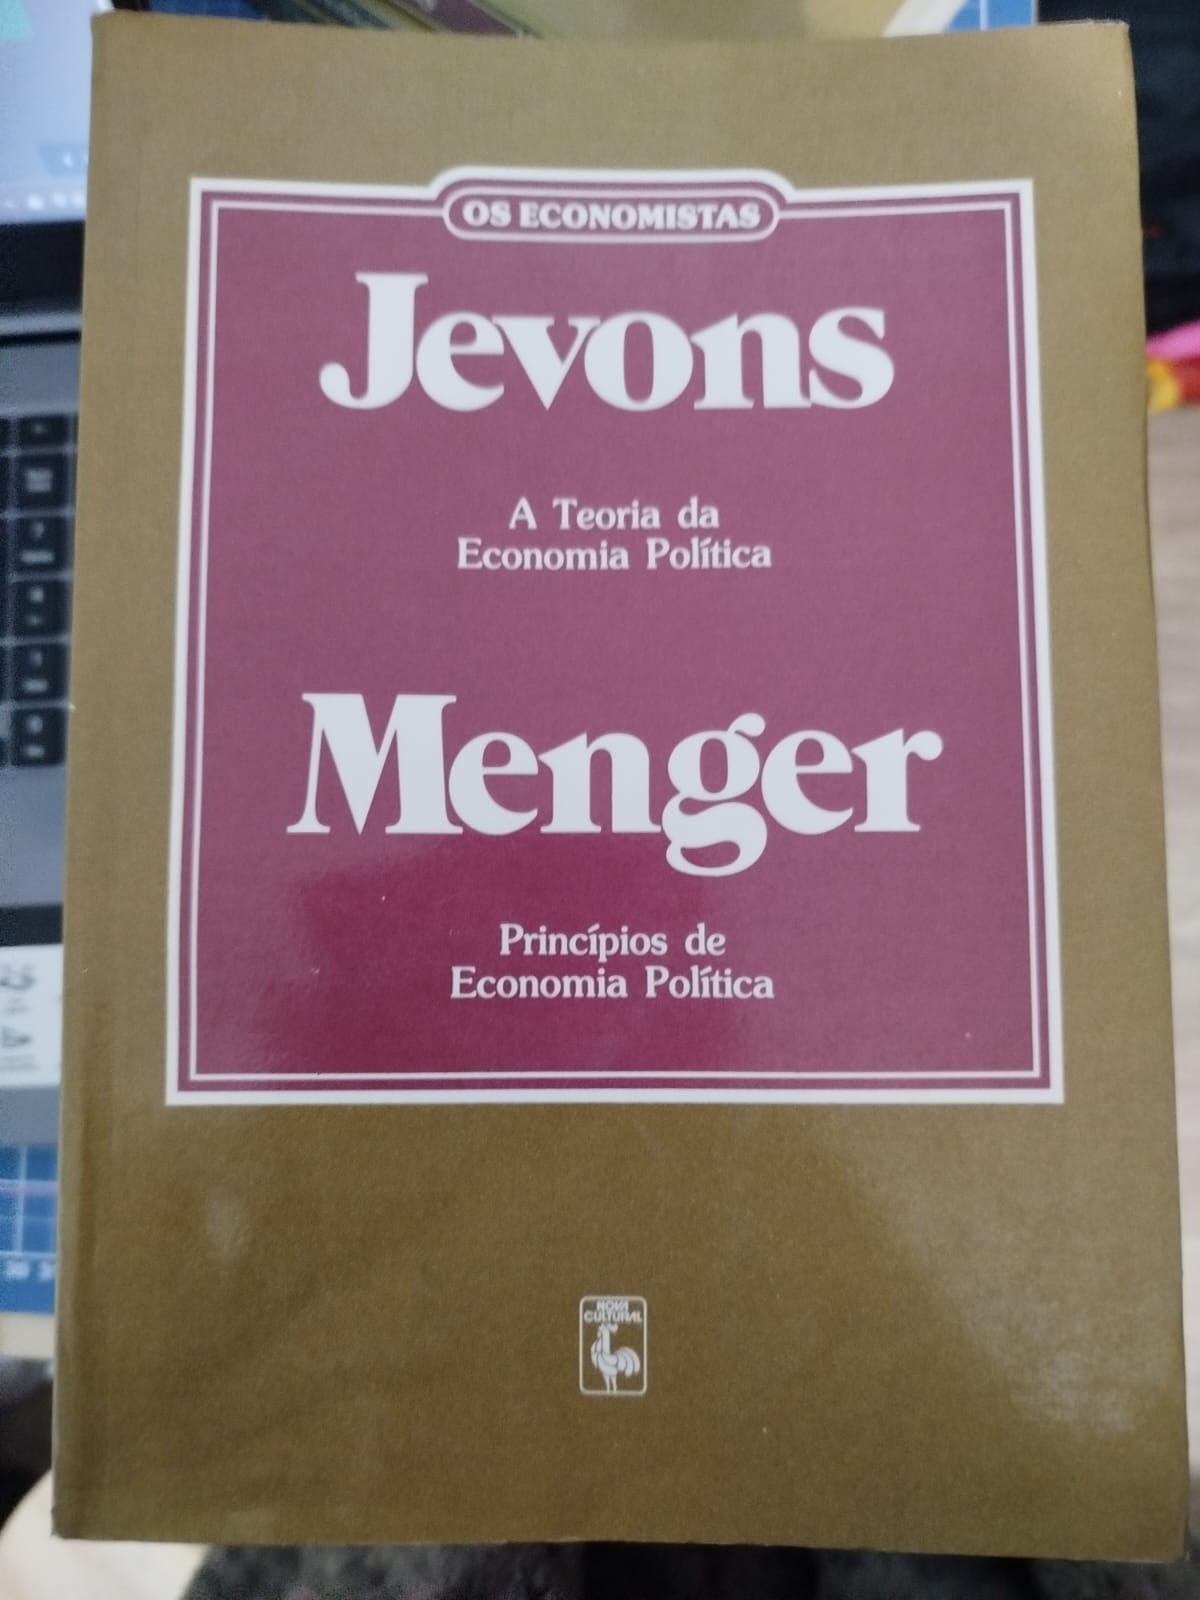 OS ECONOMISTAS
Jevons
A Teoria da
Economia Política
Menger
Princípios de
Economia Política
NOVA
CULTURAL